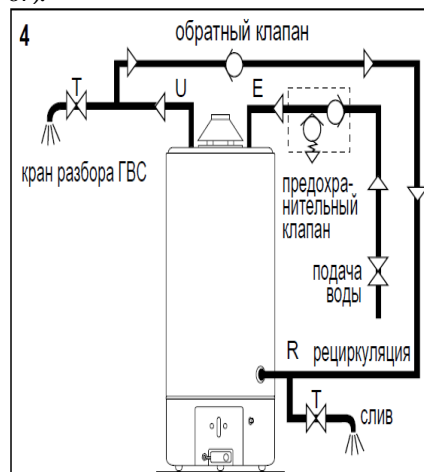 4
обратный клапан
T
U
E
кран разбора ГВС
предохра-
нительный
клапан
подача
воды
R рециркуляция
T
слив